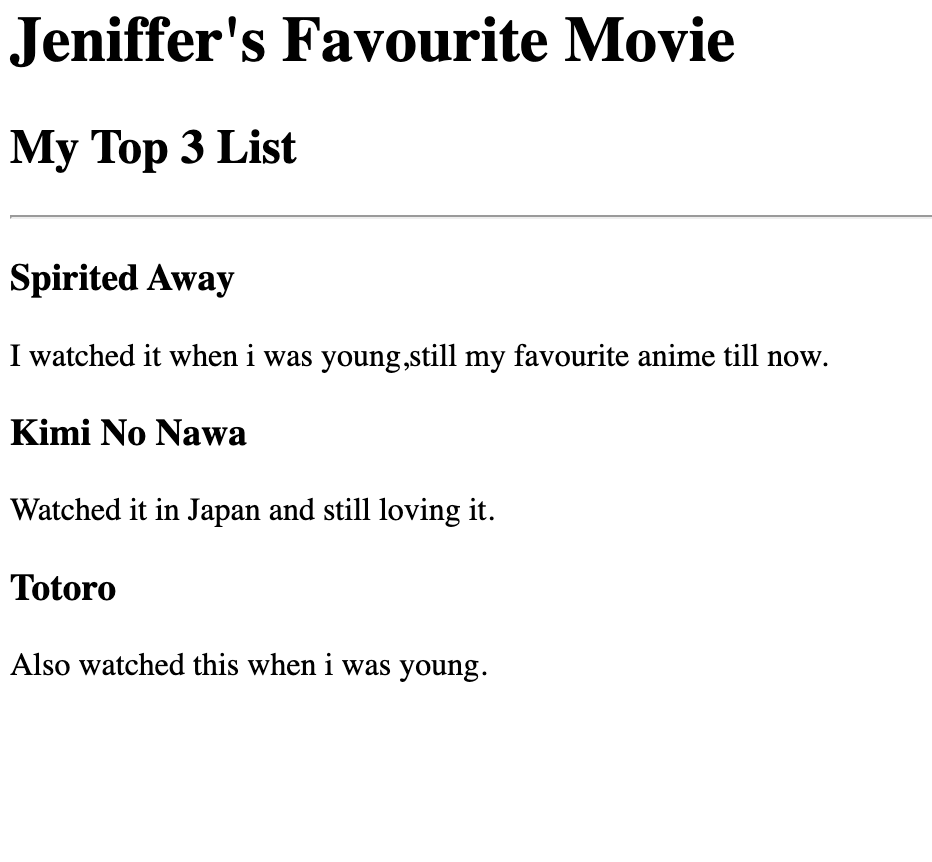 Jeniffer's Favourite Movie
My Top 3 List
Spirited Away
I watched it when i was young,still my favourite anime till now.
Kimi No Nawa
Watched it in Japan and still loving it.
Totoro
Also watched this when i was young.